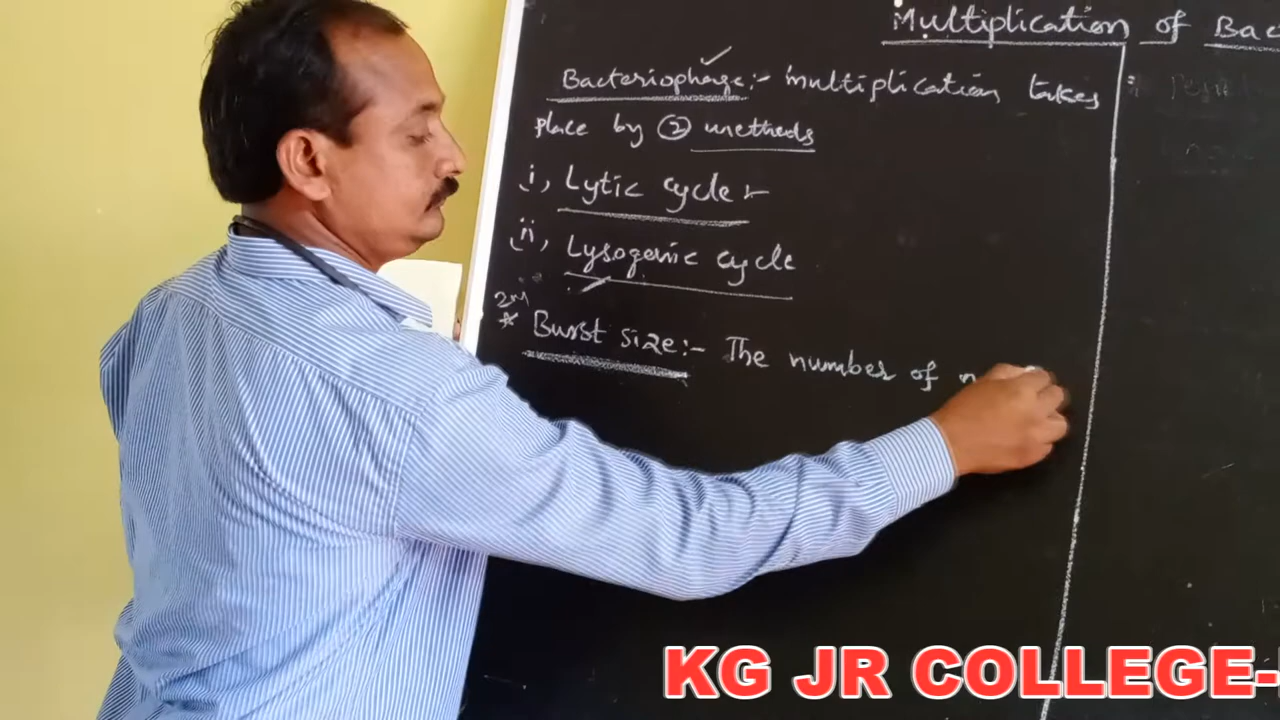 Multiplication of Bac
Bacteriophage:- multiplication takes
place by ② methods
i, Lytic cycle:-
ii, Lysogenic cycle
2M
* Burst size:- The number of n
KG JR COLLEGE-